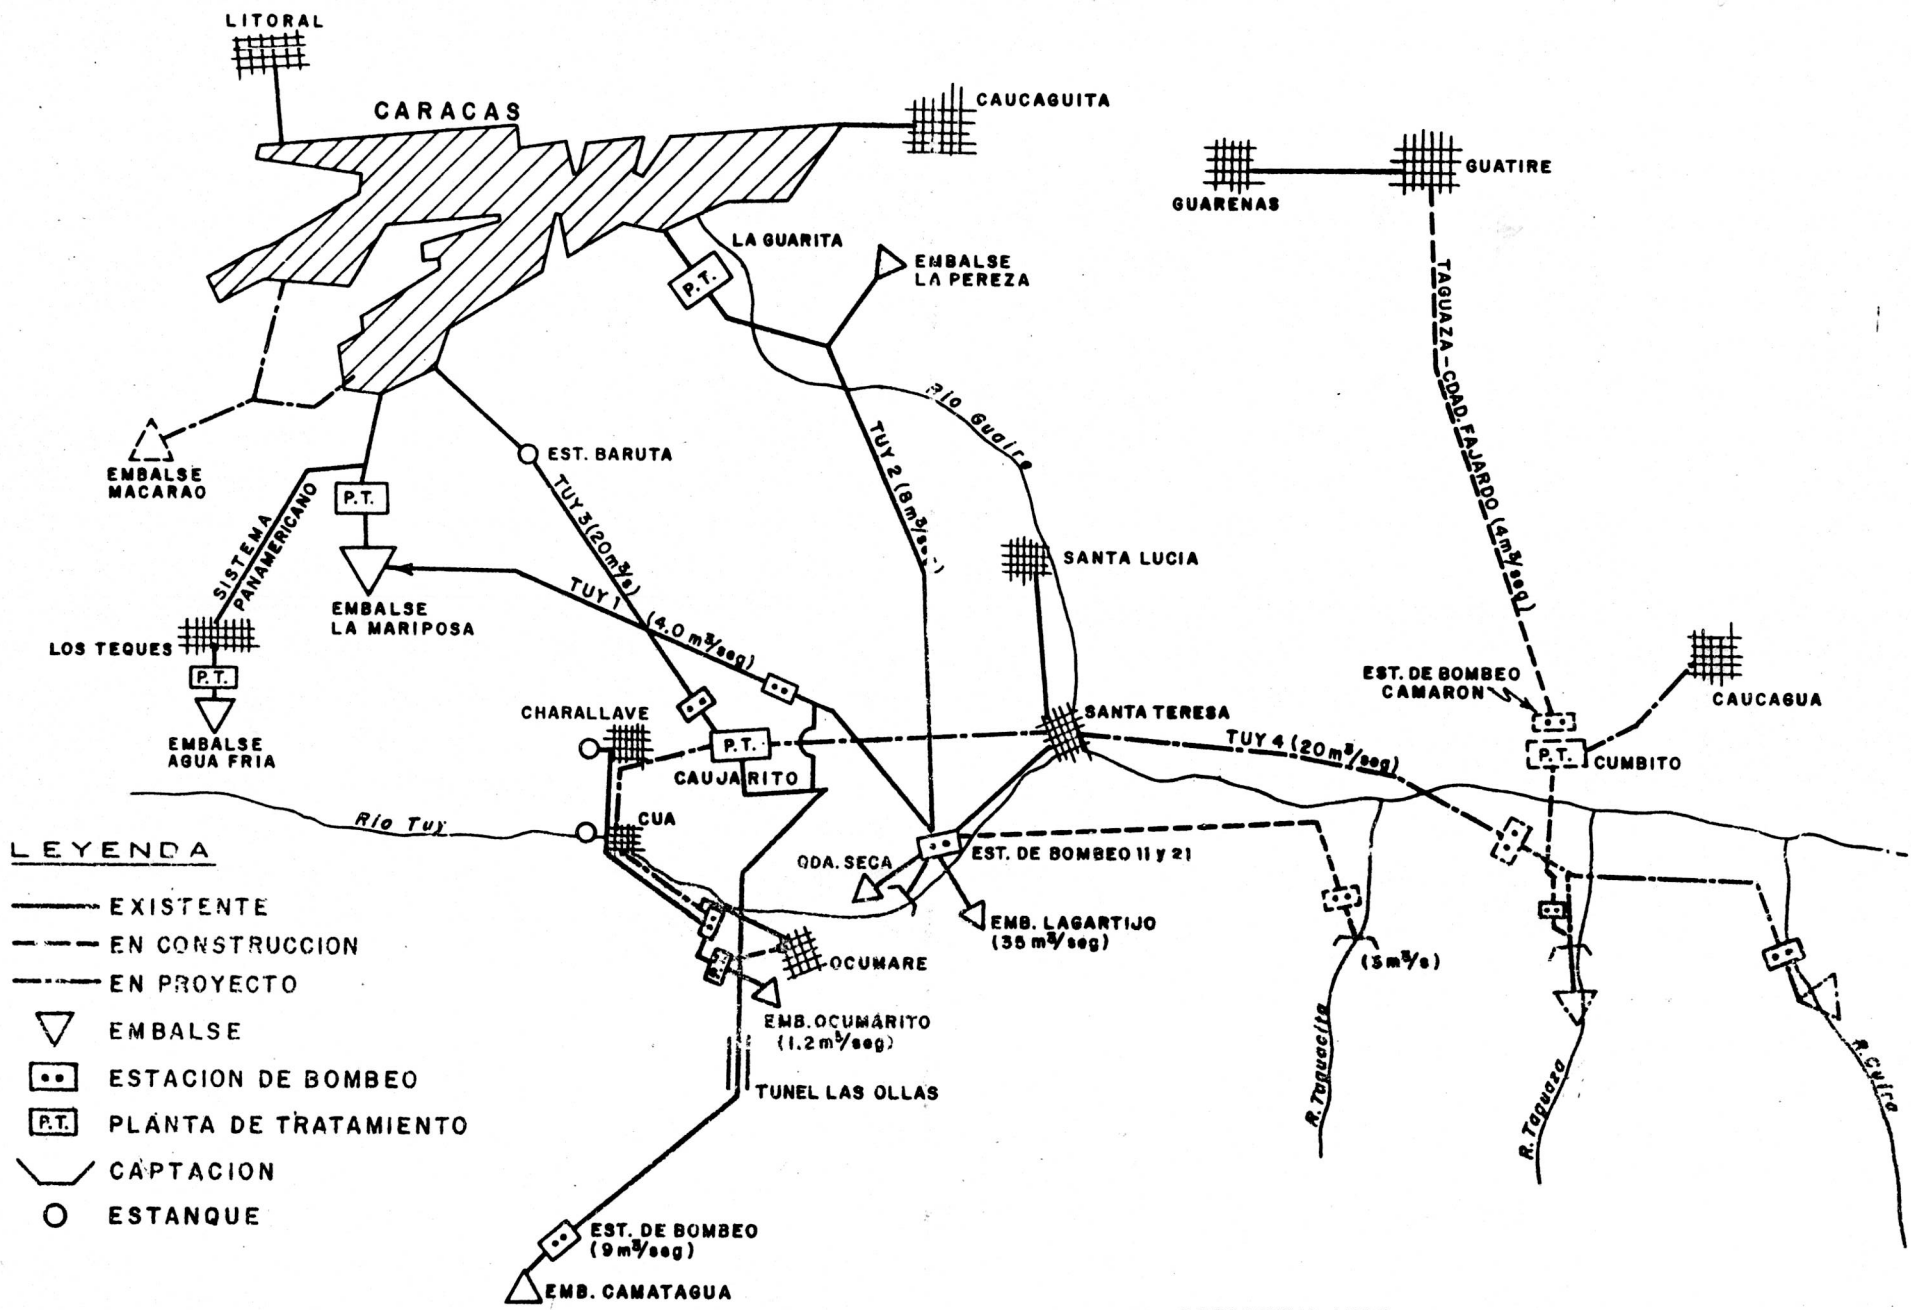 LITORAL
CARACAS
CAUCAGUITA
GUATIRE
GUARENAS
LA GUARITA
P.T.
EMBALSE
LA PEREZA
TAGUAZA-CDAD. FAJARDO (4m³/seg)
Río Guaire
EMBALSE
MACARAO
EST. BARUTA
TUY 2 (8m³/se
P.T.
SISTEMA
PANAMERICANO
TUY 3 (20m³/s)
SANTA LUCIA
TUY 1 (4.0 m³/seg)
EMBALSE
LA MARIPOSA
LOS TEQUES
P.T.
EMBALSE
AGUA FRIA
EST. DE BOMBEO
CAMARON
CAUCAGUA
CHARALLAVE
SANTA TERESA
TUY 4 (20m³/seg)
P.T.
CAUJARITO
P.T.
CUMBITO
Río Tuy
CUA
QDA. SECA
EST. DE BOMBEO 11 y 21
EMB. LAGARTIJO
(35 m³/seg)
(5m³/s)
P.T.
OCUMARE
EMB. OCUMARITO
(1.2m³/seg)
TUNEL LAS OLLAS
R. Taguacita
R. Taguaza
R. Cuira
EST. DE BOMBEO
(9m³/seg)
EMB. CAMATAGUA
LEYENDA
EXISTENTE
EN CONSTRUCCION
EN PROYECTO
EMBALSE
ESTACION DE BOMBEO
P.T. PLANTA DE TRATAMIENTO
CAPTACION
ESTANQUE